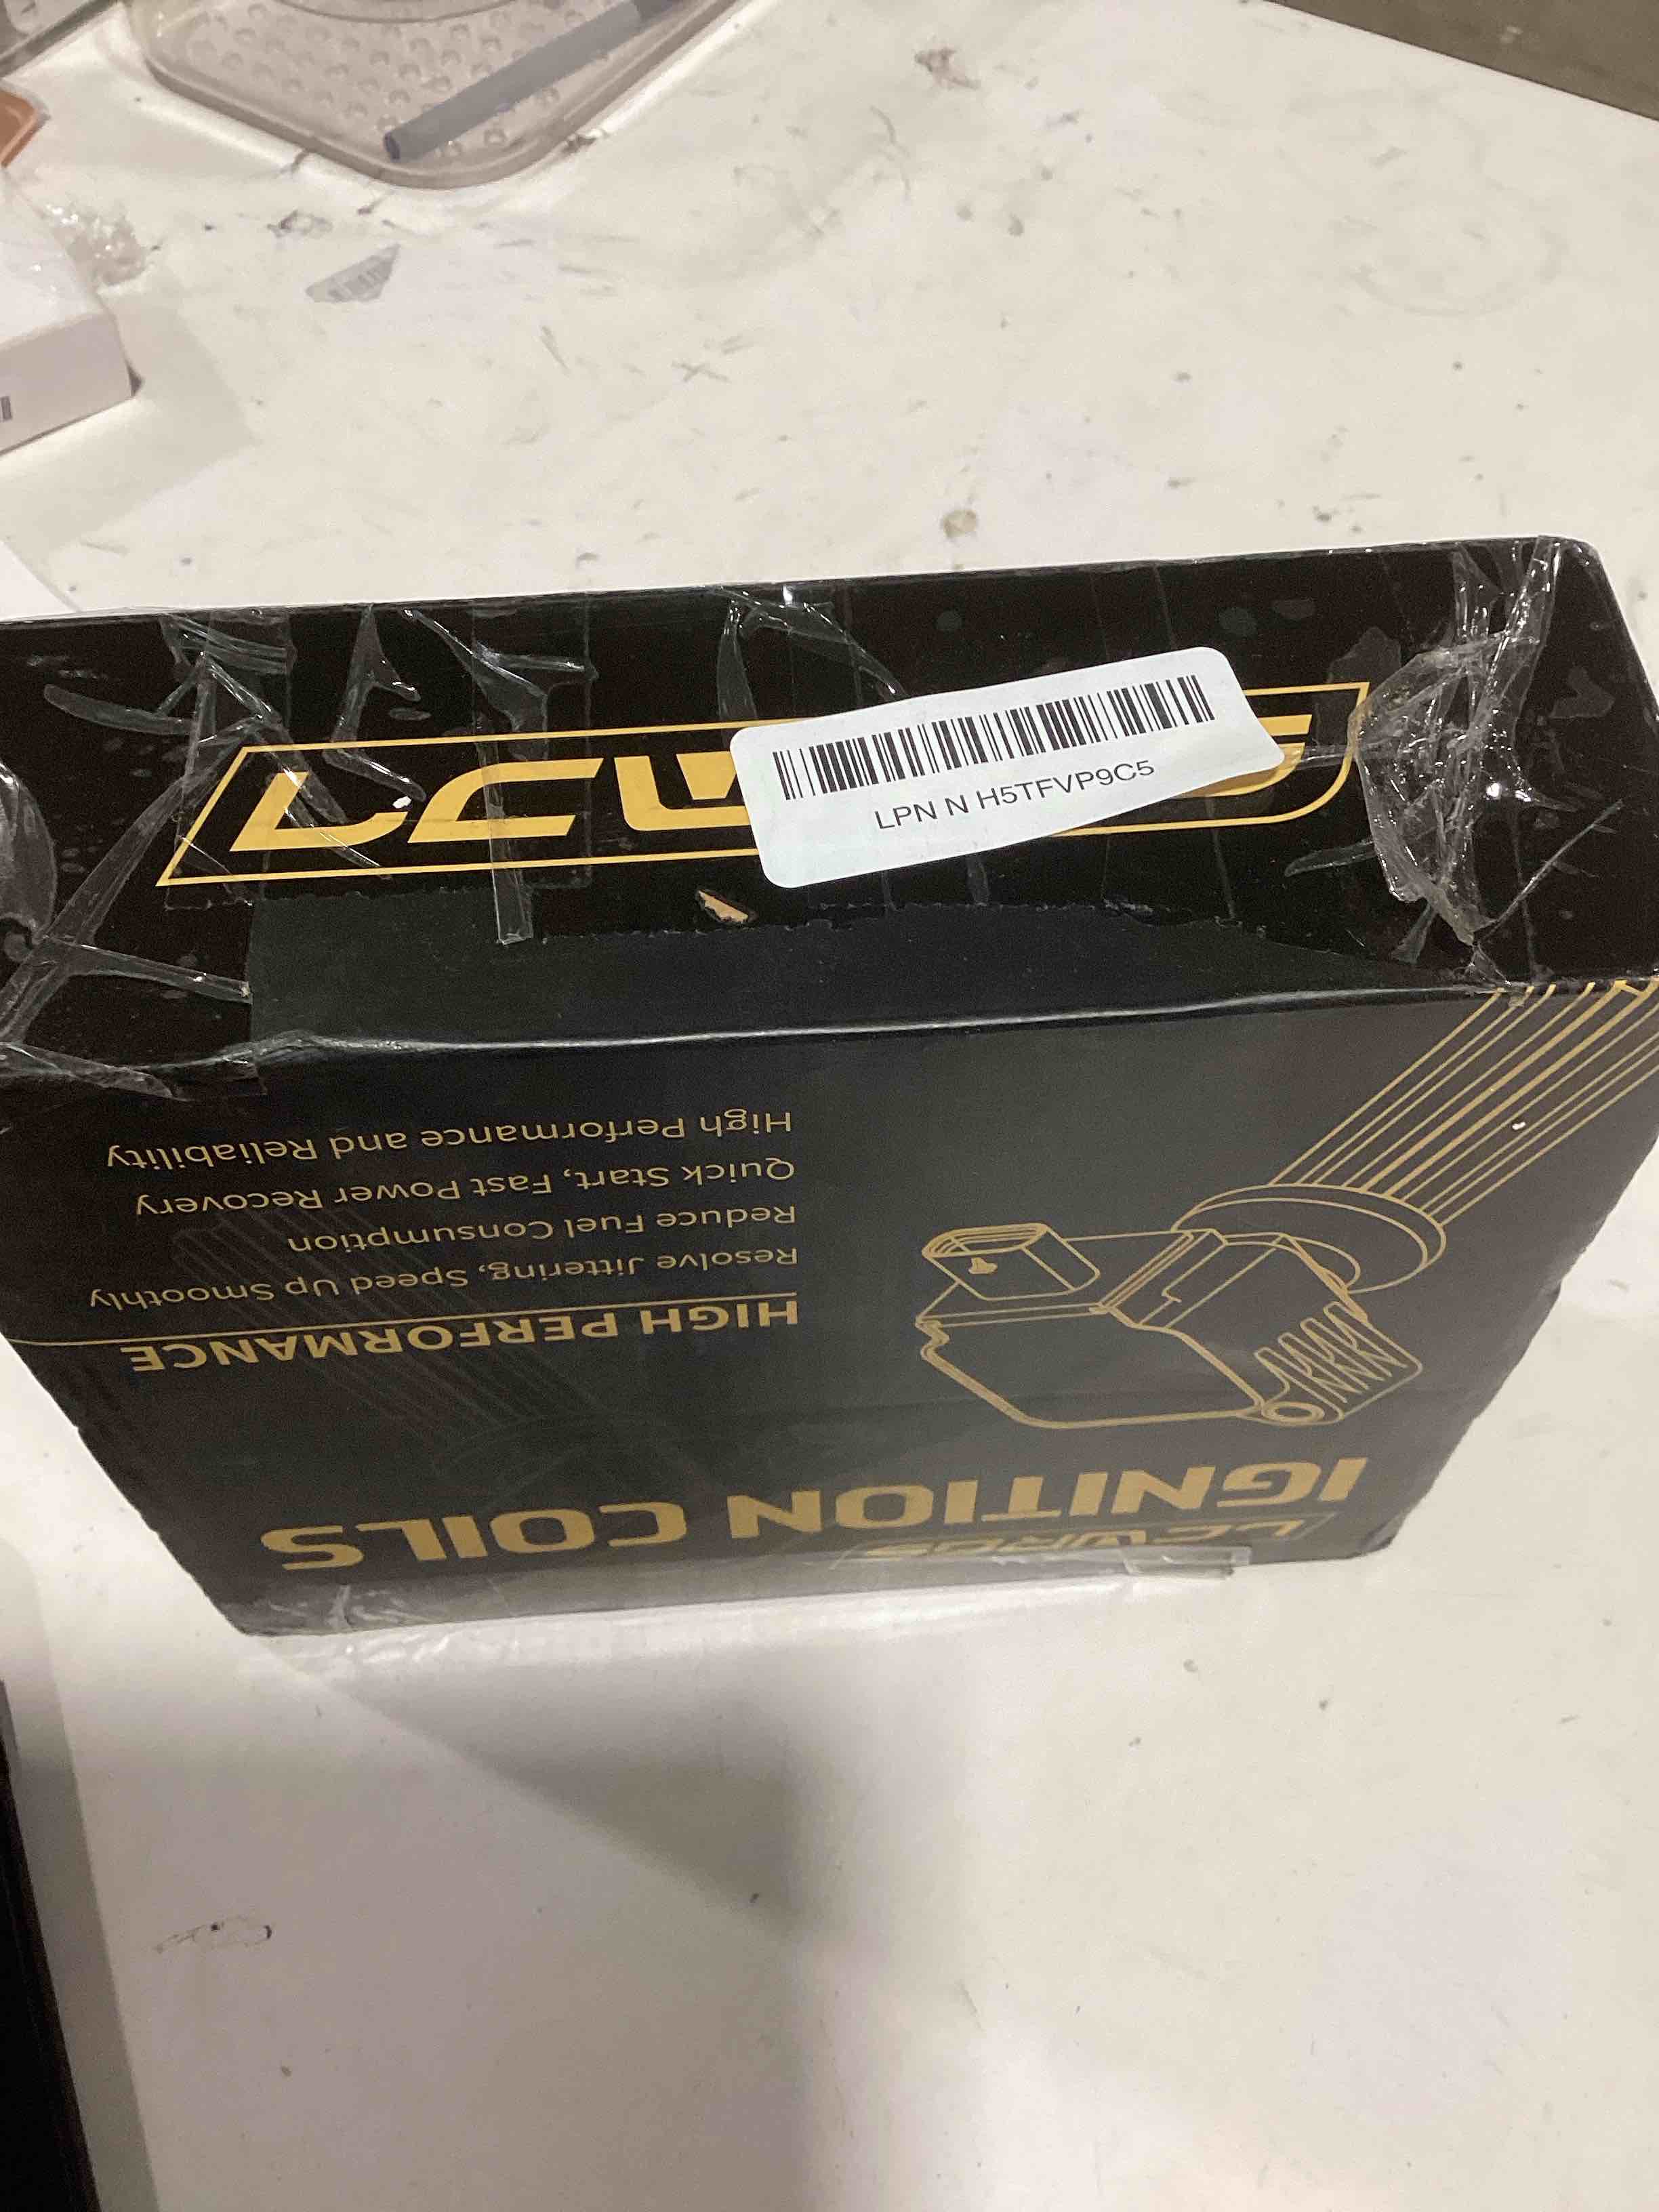 LPN N H5TFVP9C5
LCWRGS
IGNITION COILS
HIGH PERFORMANCE
Resolve Jittering, Speed Up Smoothly
Reduce Fuel Consumption
Quick Start, Fast Power Recovery
High Performance and Reliability